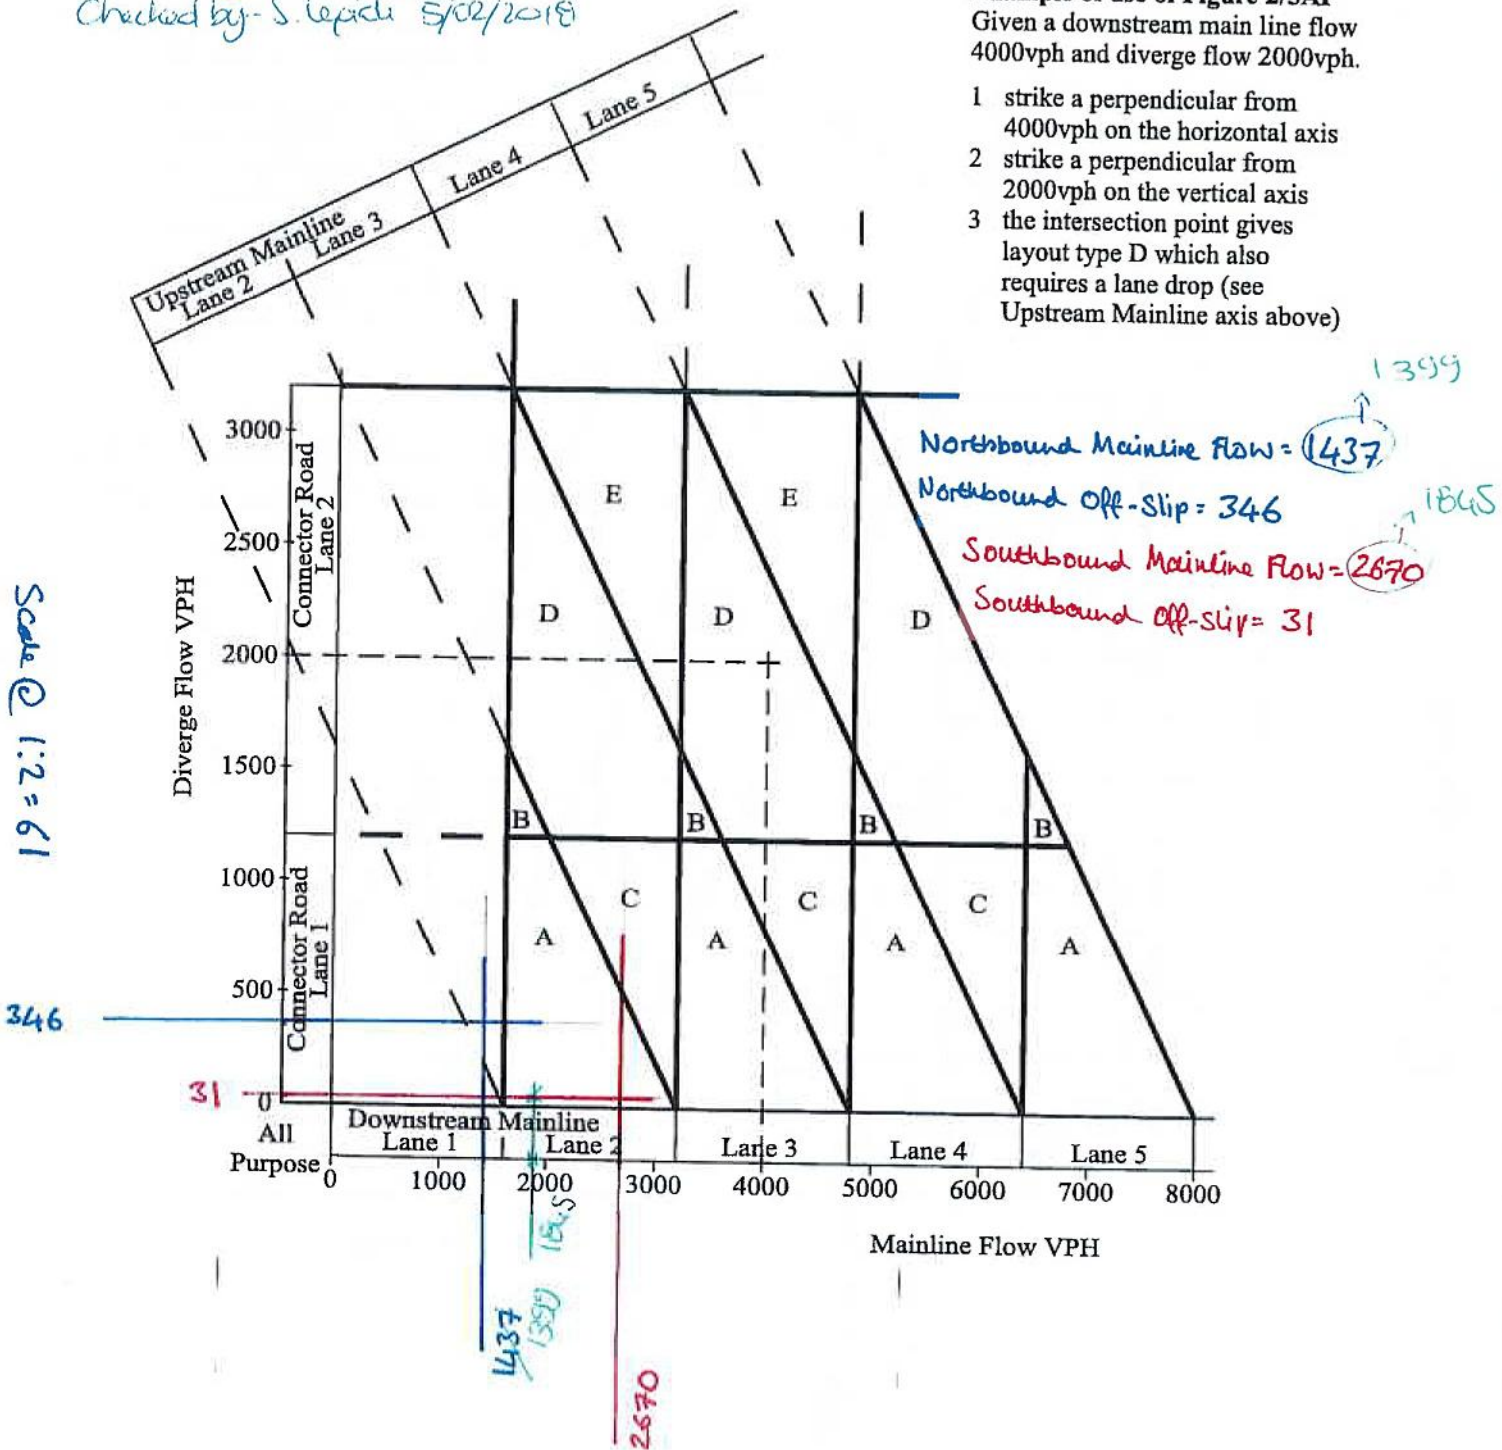 Checked by:- S. 5/02/2018
Given a downstream main line flow
4000vph and diverge flow 2000vph.
1 strike a perpendicular from
4000vph on the horizontal axis
2 strike a perpendicular from
2000vph on the vertical axis
3 the intersection point gives
layout type D which also
requires a lane drop (see
Upstream Mainline axis above)
Upstream Mainline
Lane 2
Lane 3
Lane 4
Lane 5
1399
Northbound Mainline Flow = 1437
Northbound Off-Slip = 346
1845
Southbound Mainline Flow = 2670
Southbound Off-Slip = 31
Scale @ 1:2 = 61
Diverge Flow VPH
Connector Road
Lane 2
Connector Road
Lane 1
3000
2500
2000
1500
1000
500
0
E
E
D
D
D
B
B
B
B
C
C
C
A
A
A
A
346
31
All
Purpose
Downstream Mainline
Lane 1
Lane 2
Lane 3
Lane 4
Lane 5
0
1000
2000
3000
4000
5000
6000
7000
8000
Mainline Flow VPH
1437
1399
1845
2670